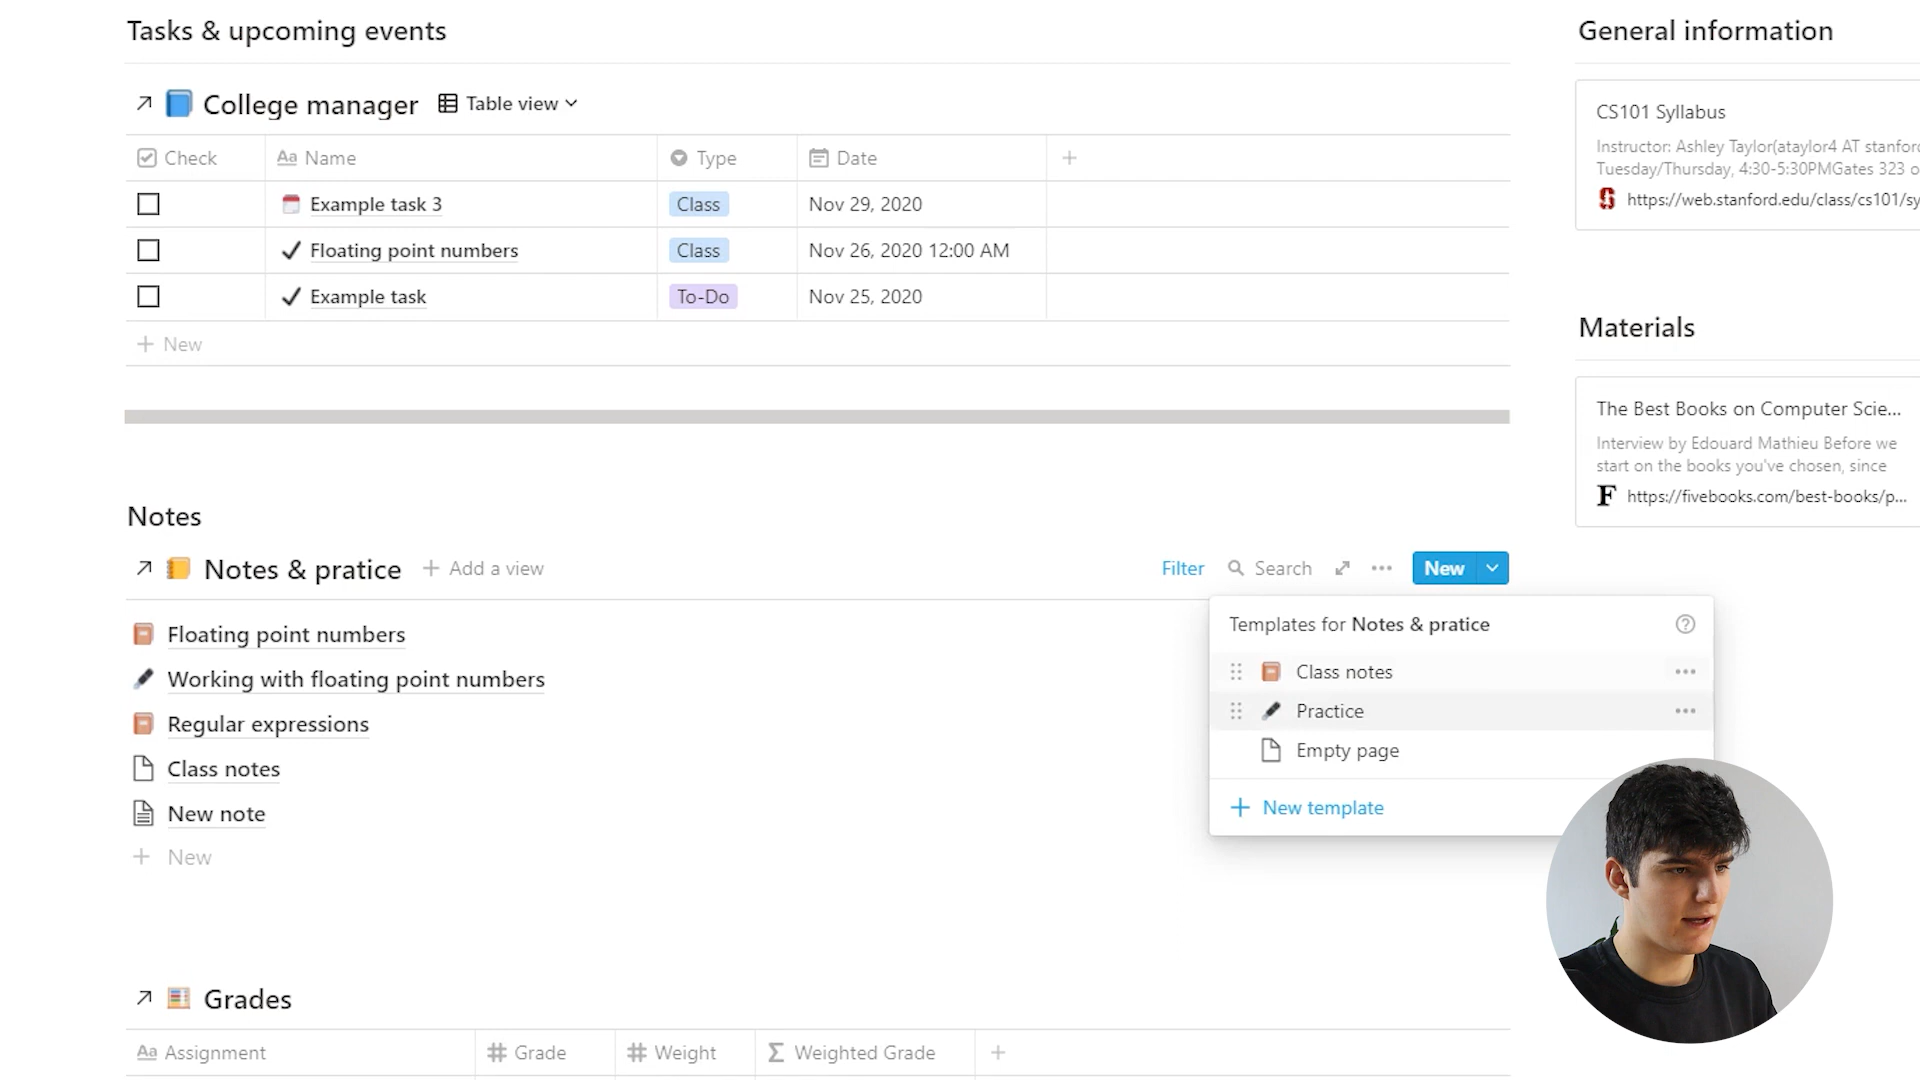 Tasks & upcoming events
College manager Table view
Check Aa Name Type Date +
Example task 3 Class Nov 29, 2020
Floating point numbers Class Nov 26, 2020 12:00 AM
Example task To-Do Nov 25, 2020
+ New
Notes
Notes & pratice + Add a view Filter Search ... New
Floating point numbers
Working with floating point numbers
Regular expressions
Class notes
New note
+ New
Templates for Notes & pratice ?
Class notes ...
Practice ...
Empty page
+ New template
Grades
Aa Assignment # Grade # Weight Σ Weighted Grade +
General information
CS101 Syllabus
Instructor: Ashley Taylor(ataylor4 AT stanford
Tuesday/Thursday, 4:30-5:30PMGates 323 o
S https://web.stanford.edu/class/cs101/sy
Materials
The Best Books on Computer Scie...
Interview by Edouard Mathieu Before we
start on the books you've chosen, since
F https://fivebooks.com/best-books/p...